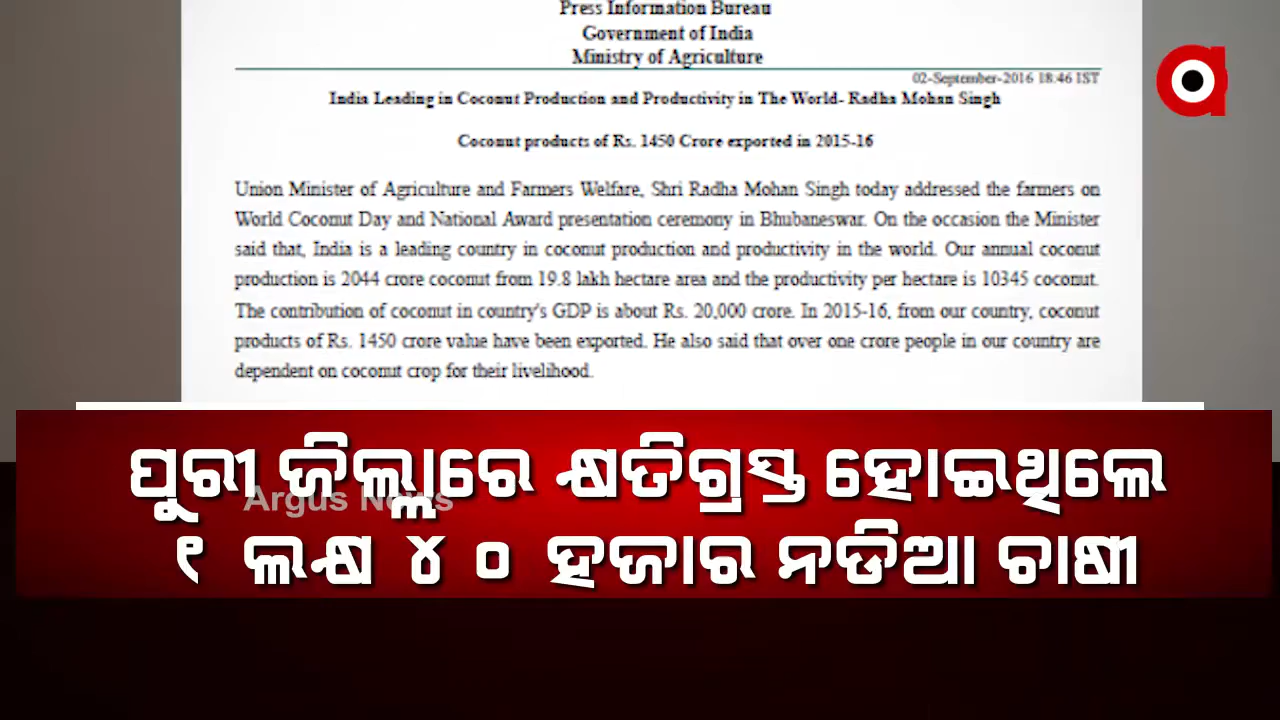 Press Information Bureau
Government of India
Ministry of Agriculture
02-September-2016 18:46 IST
India Leading in Coconut Production and Productivity in The World- Radha Mohan Singh
Coconut products of Rs. 1450 Crore exported in 2015-16
Union Minister of Agriculture and Farmers Welfare, Shri Radha Mohan Singh today addressed the farmers on
World Coconut Day and National Award presentation ceremony in Bhubaneswar. On the occasion the Minister
said that, India is a leading country in coconut production and productivity in the world. Our annual coconut
production is 2044 crore coconut from 19.8 lakh hectare area and the productivity per hectare is 10345 coconut.
The contribution of coconut in country's GDP is about Rs. 20,000 crore. In 2015-16, from our country, coconut
products of Rs. 1450 crore value have been exported. He also said that over one crore people in our country are
dependent on coconut crop for their livelihood.
ପୁରୀ ଜିଲ୍ଲାରେ କ୍ଷତିଗ୍ରସ୍ତ ହୋଇଥିଲେ
Argus News
୧ ଲକ୍ଷ ୪୦ ହଜାର ନଡିଆ ଚାଷୀ